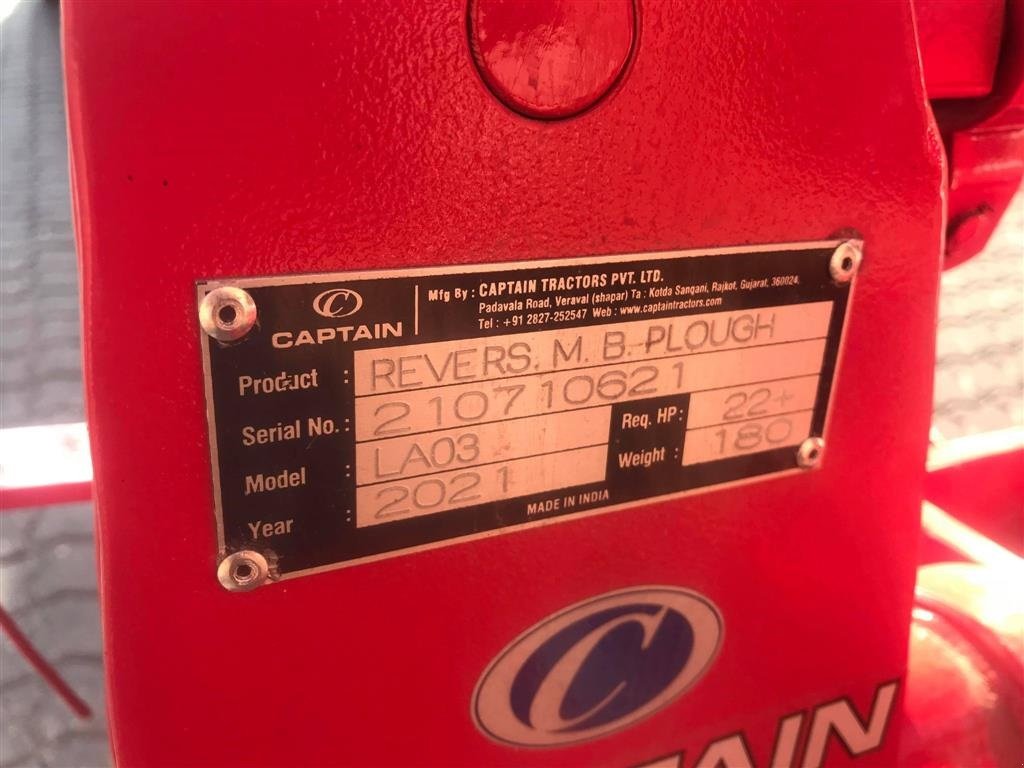 C
CAPTAIN
Mfg By : CAPTAIN TRACTORS PVT. LTD.
Padavala Road, Veraval (shapar) Ta : Kotda Sangani, Rajkot, Gujarat, 360024.
Tel : +91 2827-252547 Web : www.captaintractors.com
Product : REVERS. M. B. PLOUGH
Serial No. : 210710621
Model : LA03
Req. HP : 22+
Year : 2021
Weight : 180
MADE IN INDIA
C
TAIN